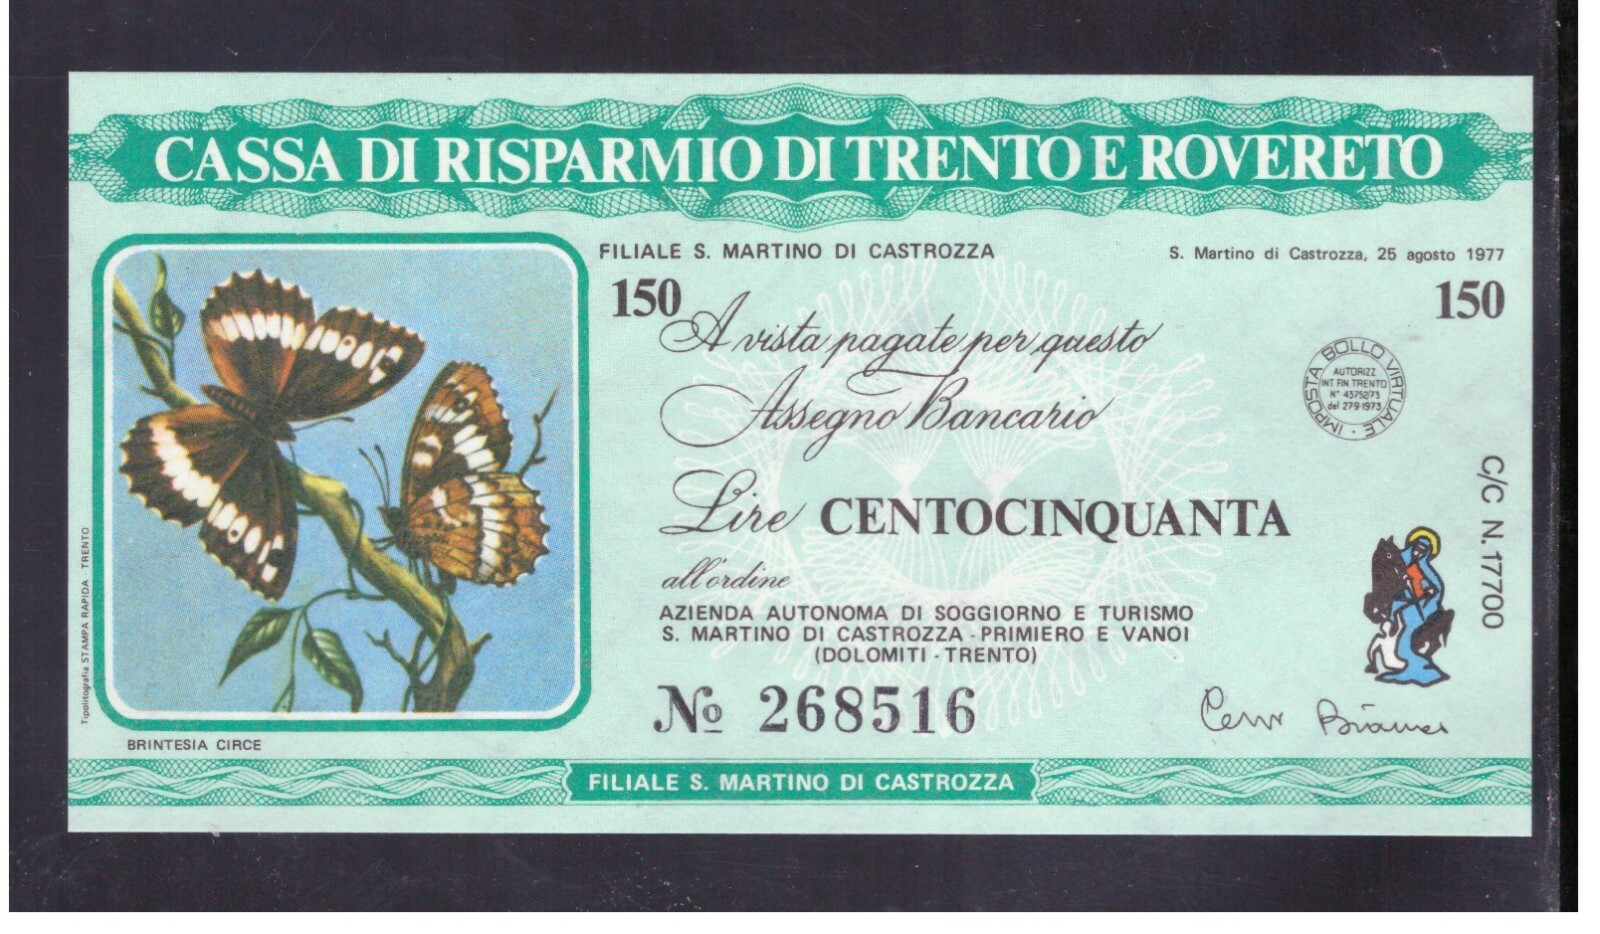 CASSA DI RISPARMIO DI TRENTO E ROVERETO
FILIALE S. MARTINO DI CASTROZZA
S. Martino di Castrozza, 25 agosto 1977
150
150
A vista pagate per questo
Assegno Bancario
Lire CENTOCINQUANTA
all'ordine
AZIENDA AUTONOMA DI SOGGIORNO E TURISMO
S. MARTINO DI CASTROZZA - PRIMIERO E VANOI
(DOLOMITI - TRENTO)
No 268516
IMPOSTA BOLLO VIRTUALE
AUTORIZZ
INT FIN TRENTO
N° 43752/73
del 27·9·1973
C/C N.17700
Tipolitografia STAMPA RAPIDA - TRENTO
BRINTESIA CIRCE
FILIALE S. MARTINO DI CASTROZZA